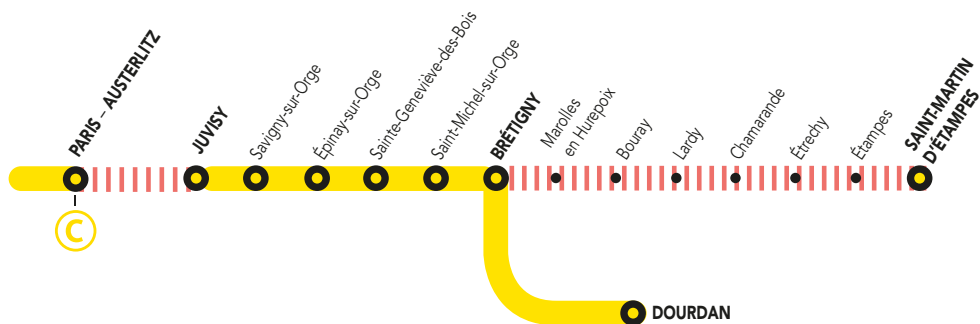 PARIS – AUSTERLITZ
JUVISY
Savigny-sur-Orge
Épinay-sur-Orge
Sainte-Geneviève-des-Bois
Saint-Michel-sur-Orge
BRÉTIGNY
Marolles
en Hurepoix
Bouray
Lardy
Chamarande
Étrechy
Étampes
SAINT-MARTIN
D'ÉTAMPES
C
DOURDAN